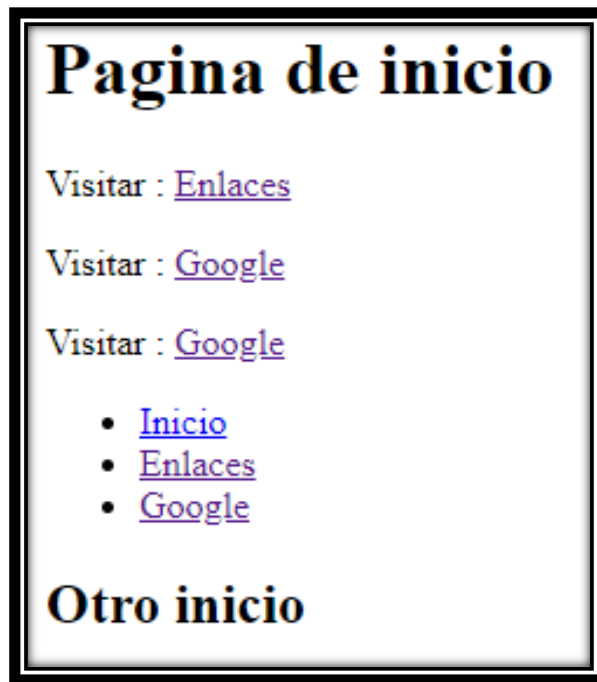 Pagina de inicio
Visitar : Enlaces
Visitar : Google
Visitar : Google
Inicio
Enlaces
Google
Otro inicio